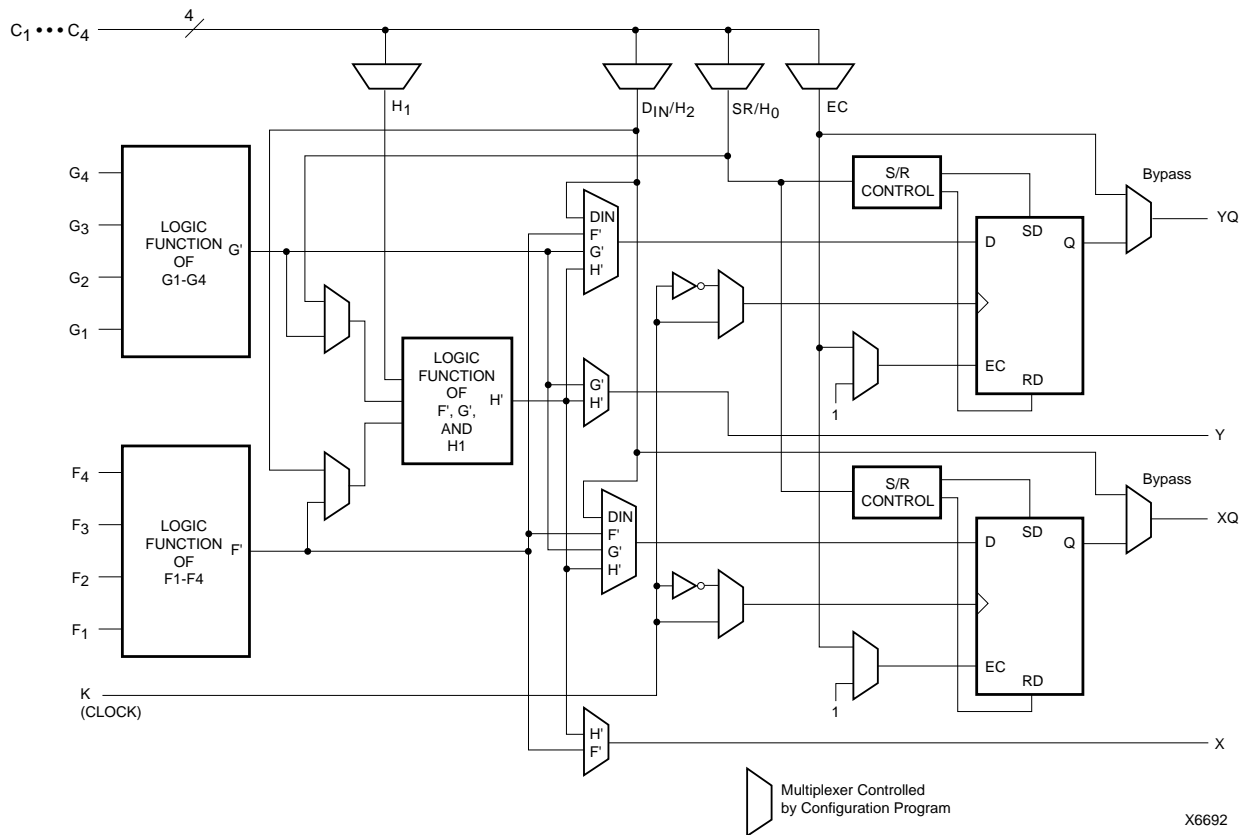 C1 ••• C4
4
H1
DIN/H2
SR/H0
EC
G4
G3
G2
G1
LOGIC
FUNCTION
OF
G1-G4
G'
DIN
F'
G'
H'
S/R
CONTROL
Bypass
D
SD
Q
YQ
EC
RD
1
LOGIC
FUNCTION
OF
F', G',
AND
H1
H'
G'
H'
Y
F4
F3
F2
F1
LOGIC
FUNCTION
OF
F1-F4
F'
DIN
F'
G'
H'
S/R
CONTROL
Bypass
D
SD
Q
XQ
EC
RD
1
K
(CLOCK)
H'
F'
X
Multiplexer Controlled
by Configuration Program
X6692